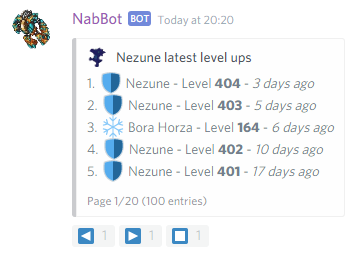 NabBot BOT Today at 20:20
Nezune latest level ups
1. Nezune - Level 404 - 3 days ago
2. Nezune - Level 403 - 5 days ago
3. Bora Horza - Level 164 - 6 days ago
4. Nezune - Level 402 - 10 days ago
5. Nezune - Level 401 - 17 days ago
Page 1/20 (100 entries)
1 1 1